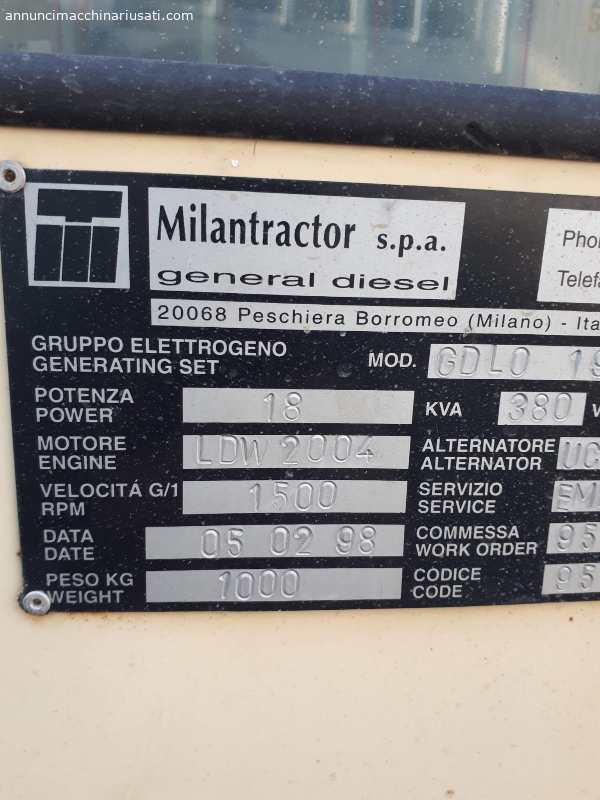 annuncimacchinariusati.com
Milantractor s.p.a.
general diesel
20068 Peschiera Borromeo (Milano) -
GRUPPO ELETTROGENO
GENERATING SET
MOD. GDLO
POTENZA
POWER
18
KVA
380
MOTORE
ENGINE
LDW 2004
ALTERNATORE
ALTERNATOR
VELOCITÁ G/1
RPM
1500
SERVIZIO
SERVICE
DATA
DATE
05 02 98
COMMESSA
WORK ORDER
PESO KG
WEIGHT
1000
CODICE
CODE